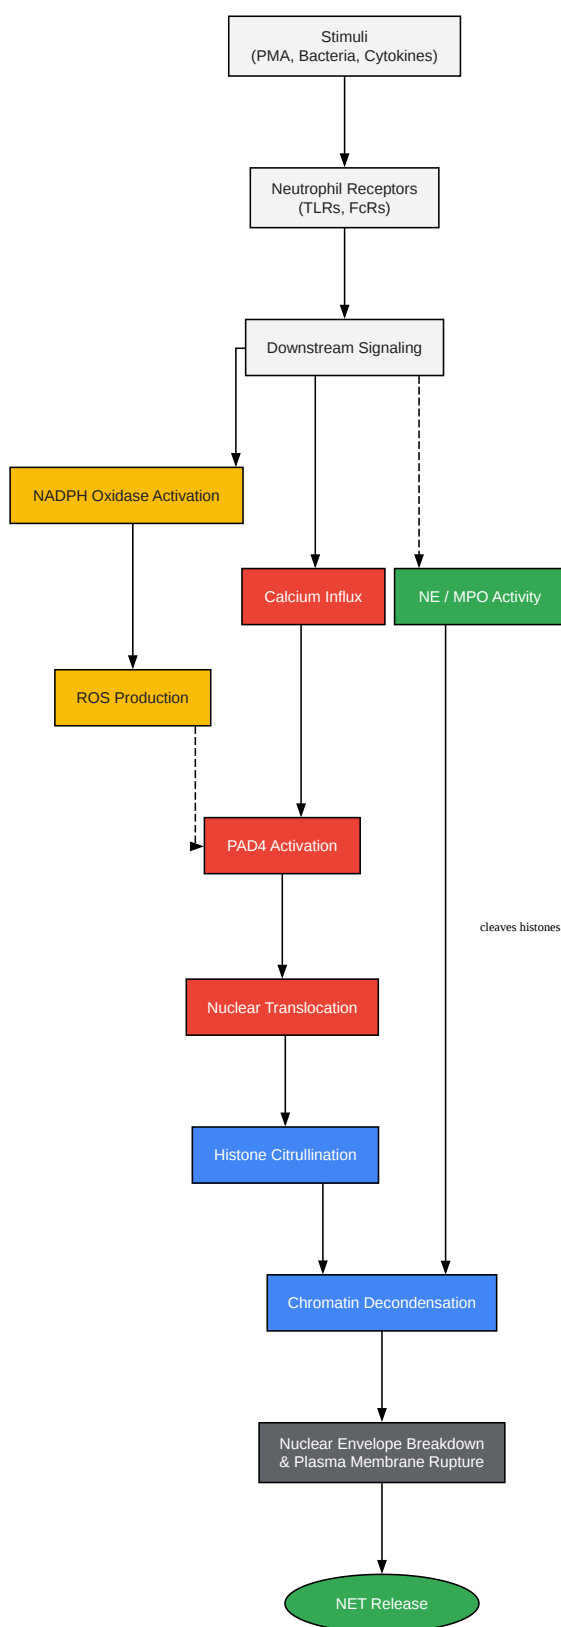 Stimuli
(PMA, Bacteria, Cytokines)
Neutrophil Receptors
(TLRs, FcRs)
Downstream Signaling
NADPH Oxidase Activation
Calcium Influx
NE / MPO Activity
ROS Production
PAD4 Activation
cleaves histones
Nuclear Translocation
Histone Citrullination
Chromatin Decondensation
Nuclear Envelope Breakdown
& Plasma Membrane Rupture
NET Release